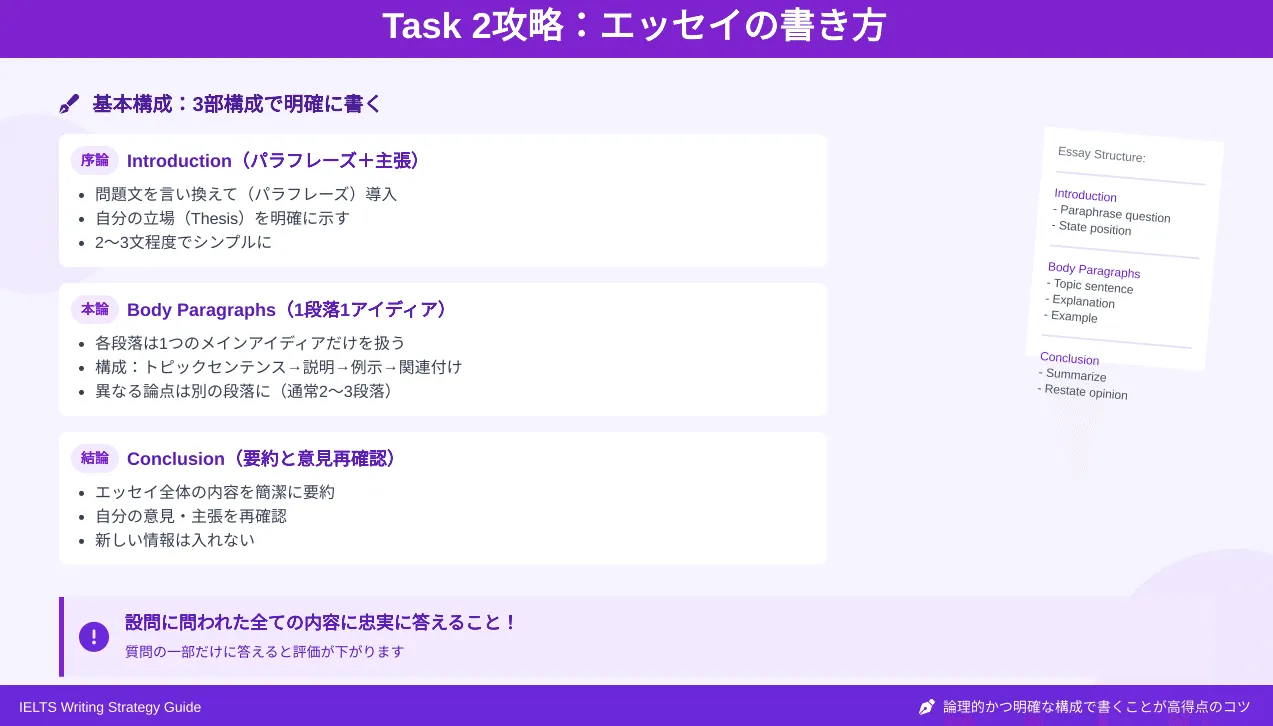 Task 2攻略：エッセイの書き方
基本構成：3部構成で明確に書く
序論 Introduction（パラフレーズ＋主張）
• 問題文を言い換えて（パラフレーズ）導入
• 自分の立場（Thesis）を明確に示す
• 2〜3文程度でシンプルに
本論 Body Paragraphs（1段落1アイディア）
• 各段落は1つのメインアイディアだけを扱う
• 構成：トピックセンテンス→説明→例示→関連付け
• 異なる論点は別の段落に（通常2〜3段落）
結論 Conclusion（要約と意見再確認）
• エッセイ全体の内容を簡潔に要約
• 自分の意見・主張を再確認
• 新しい情報は入れない
Essay Structure:
Introduction
- Paraphrase question
- State position
Body Paragraphs
- Topic sentence
- Explanation
- Example
Conclusion
- Summarize
- Restate opinion
設問に問われた全ての内容に忠実に答えること！
質問の一部だけに答えると評価が下がります
IELTS Writing Strategy Guide
論理的かつ明確な構成で書くことが高得点のコツ